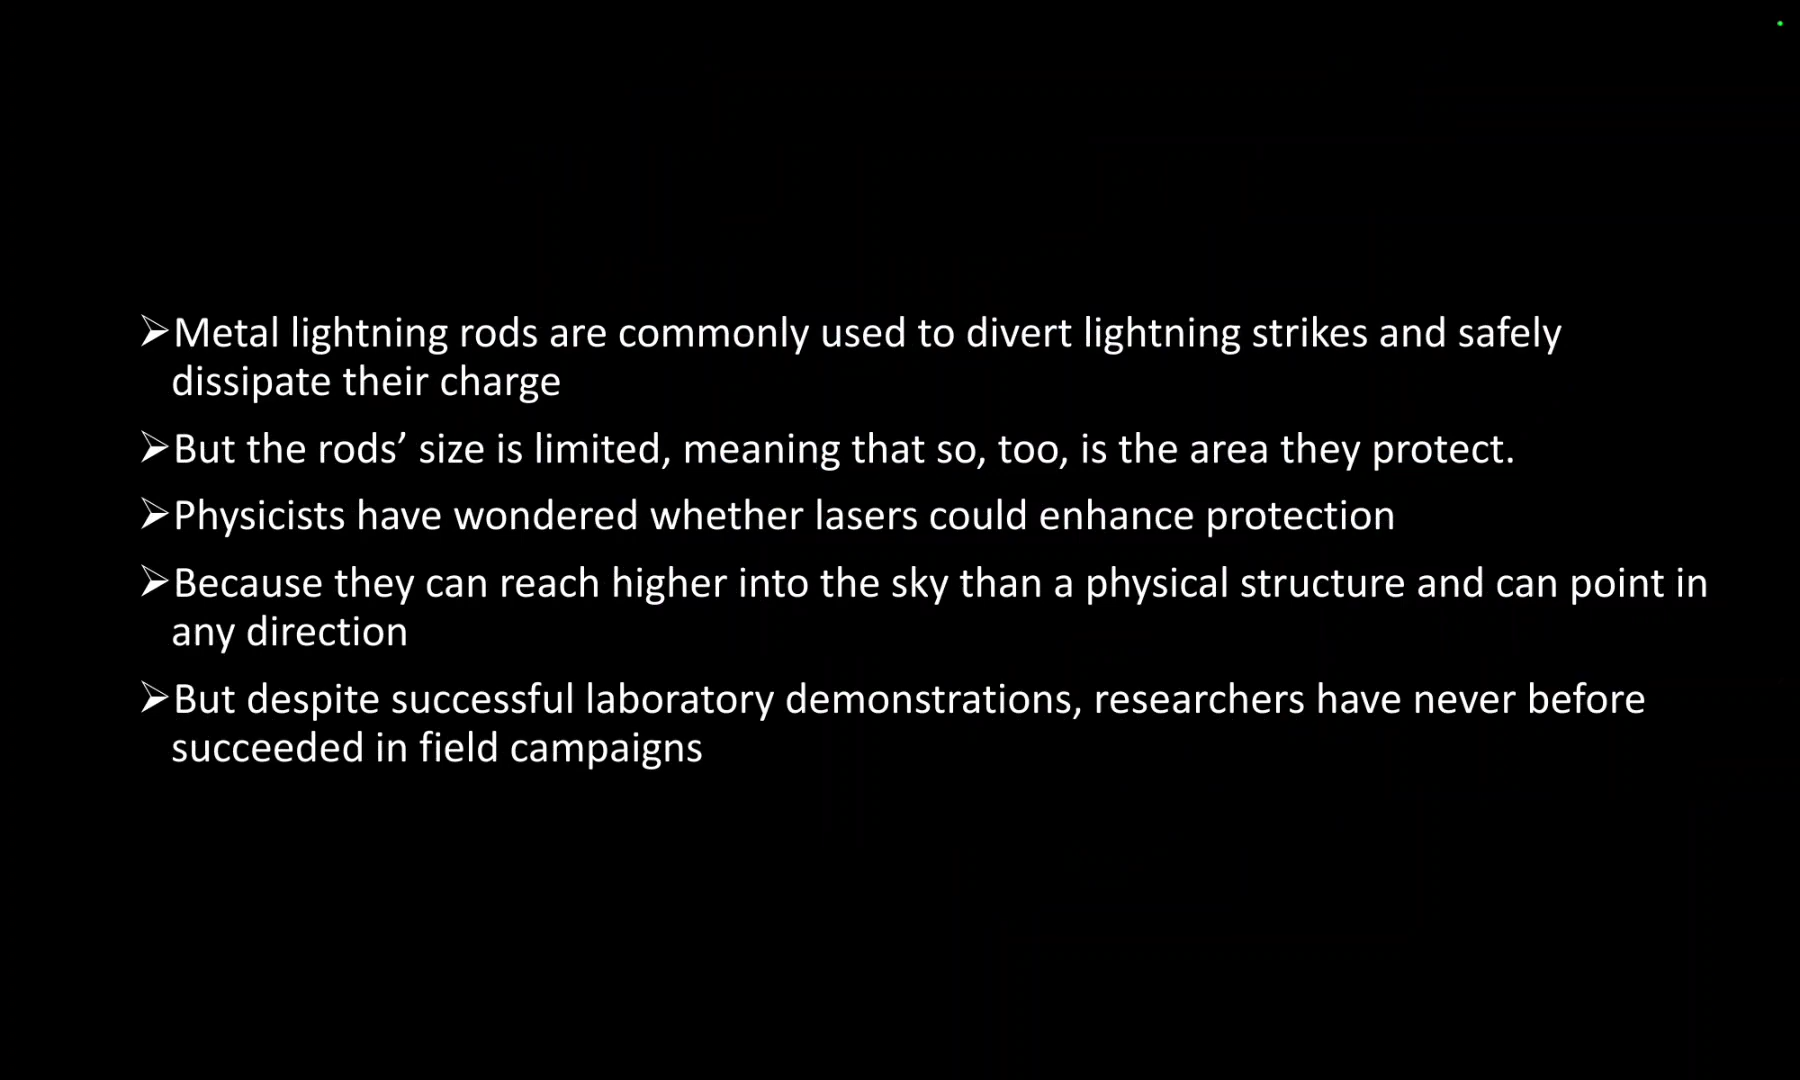 ➢Metal lightning rods are commonly used to divert lightning strikes and safely
dissipate their charge
➢But the rods’ size is limited, meaning that so, too, is the area they protect.
➢Physicists have wondered whether lasers could enhance protection
➢Because they can reach higher into the sky than a physical structure and can point in
any direction
➢But despite successful laboratory demonstrations, researchers have never before
succeeded in field campaigns